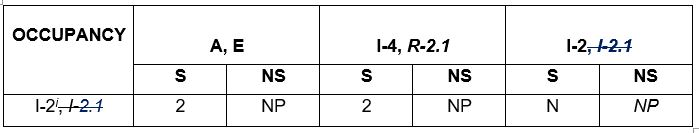 OCCUPANCY A, E I-4, R-2.1 I-2, I-2.1
S NS S NS S NS
I-2ⁱ, I-2.1 2 NP 2 NP N NP